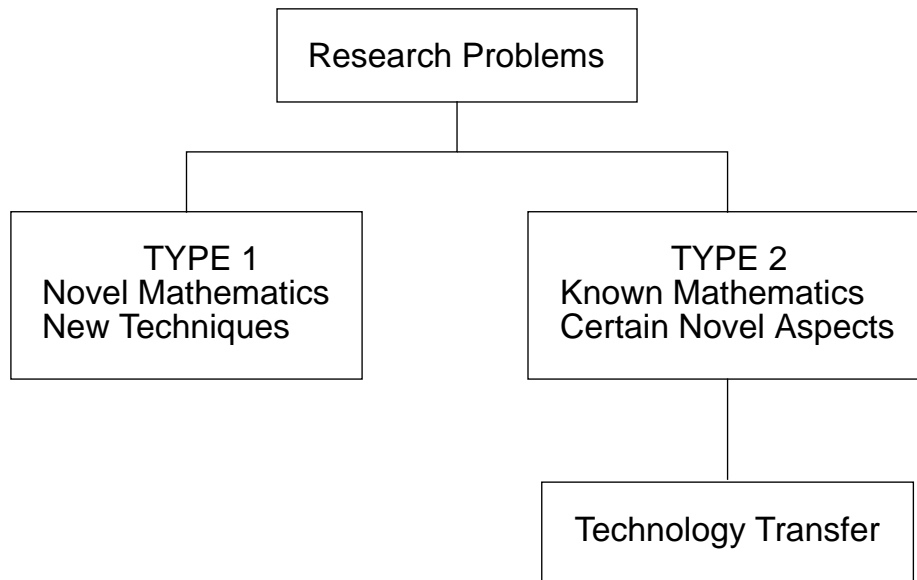 Research Problems
TYPE 1
Novel Mathematics
New Techniques
TYPE 2
Known Mathematics
Certain Novel Aspects
Technology Transfer